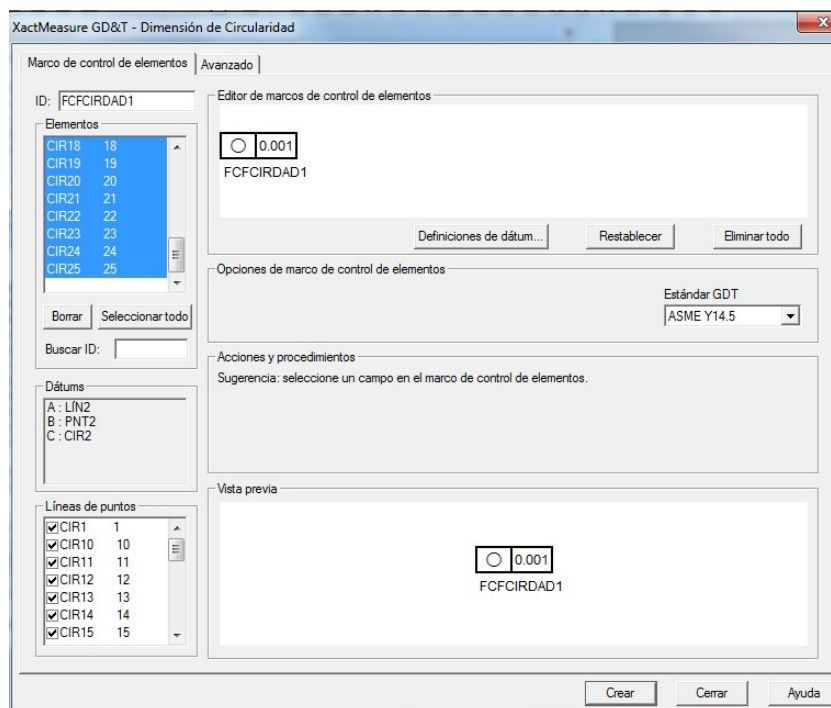 XactMeasure GD&T - Dimensión de Circularidad
Marco de control de elementos Avanzado
ID: FCFCIRDAD1
Elementos
CIR18 18
CIR19 19
CIR20 20
CIR21 21
CIR22 22
CIR23 23
CIR24 24
CIR25 25
Borrar Seleccionar todo
Buscar ID:
Dátums
A : LÍN2
B : PNT2
C : CIR2
Líneas de puntos
CIR1 1
CIR10 10
CIR11 11
CIR12 12
CIR13 13
CIR14 14
CIR15 15
Editor de marcos de control de elementos
0.001
FCFCIRDAD1
Definiciones de dátum... Restablecer Eliminar todo
Opciones de marco de control de elementos
Estándar GDT
ASME Y14.5
Acciones y procedimientos
Sugerencia: seleccione un campo en el marco de control de elementos.
Vista previa
0.001
FCFCIRDAD1
Crear Cerrar Ayuda